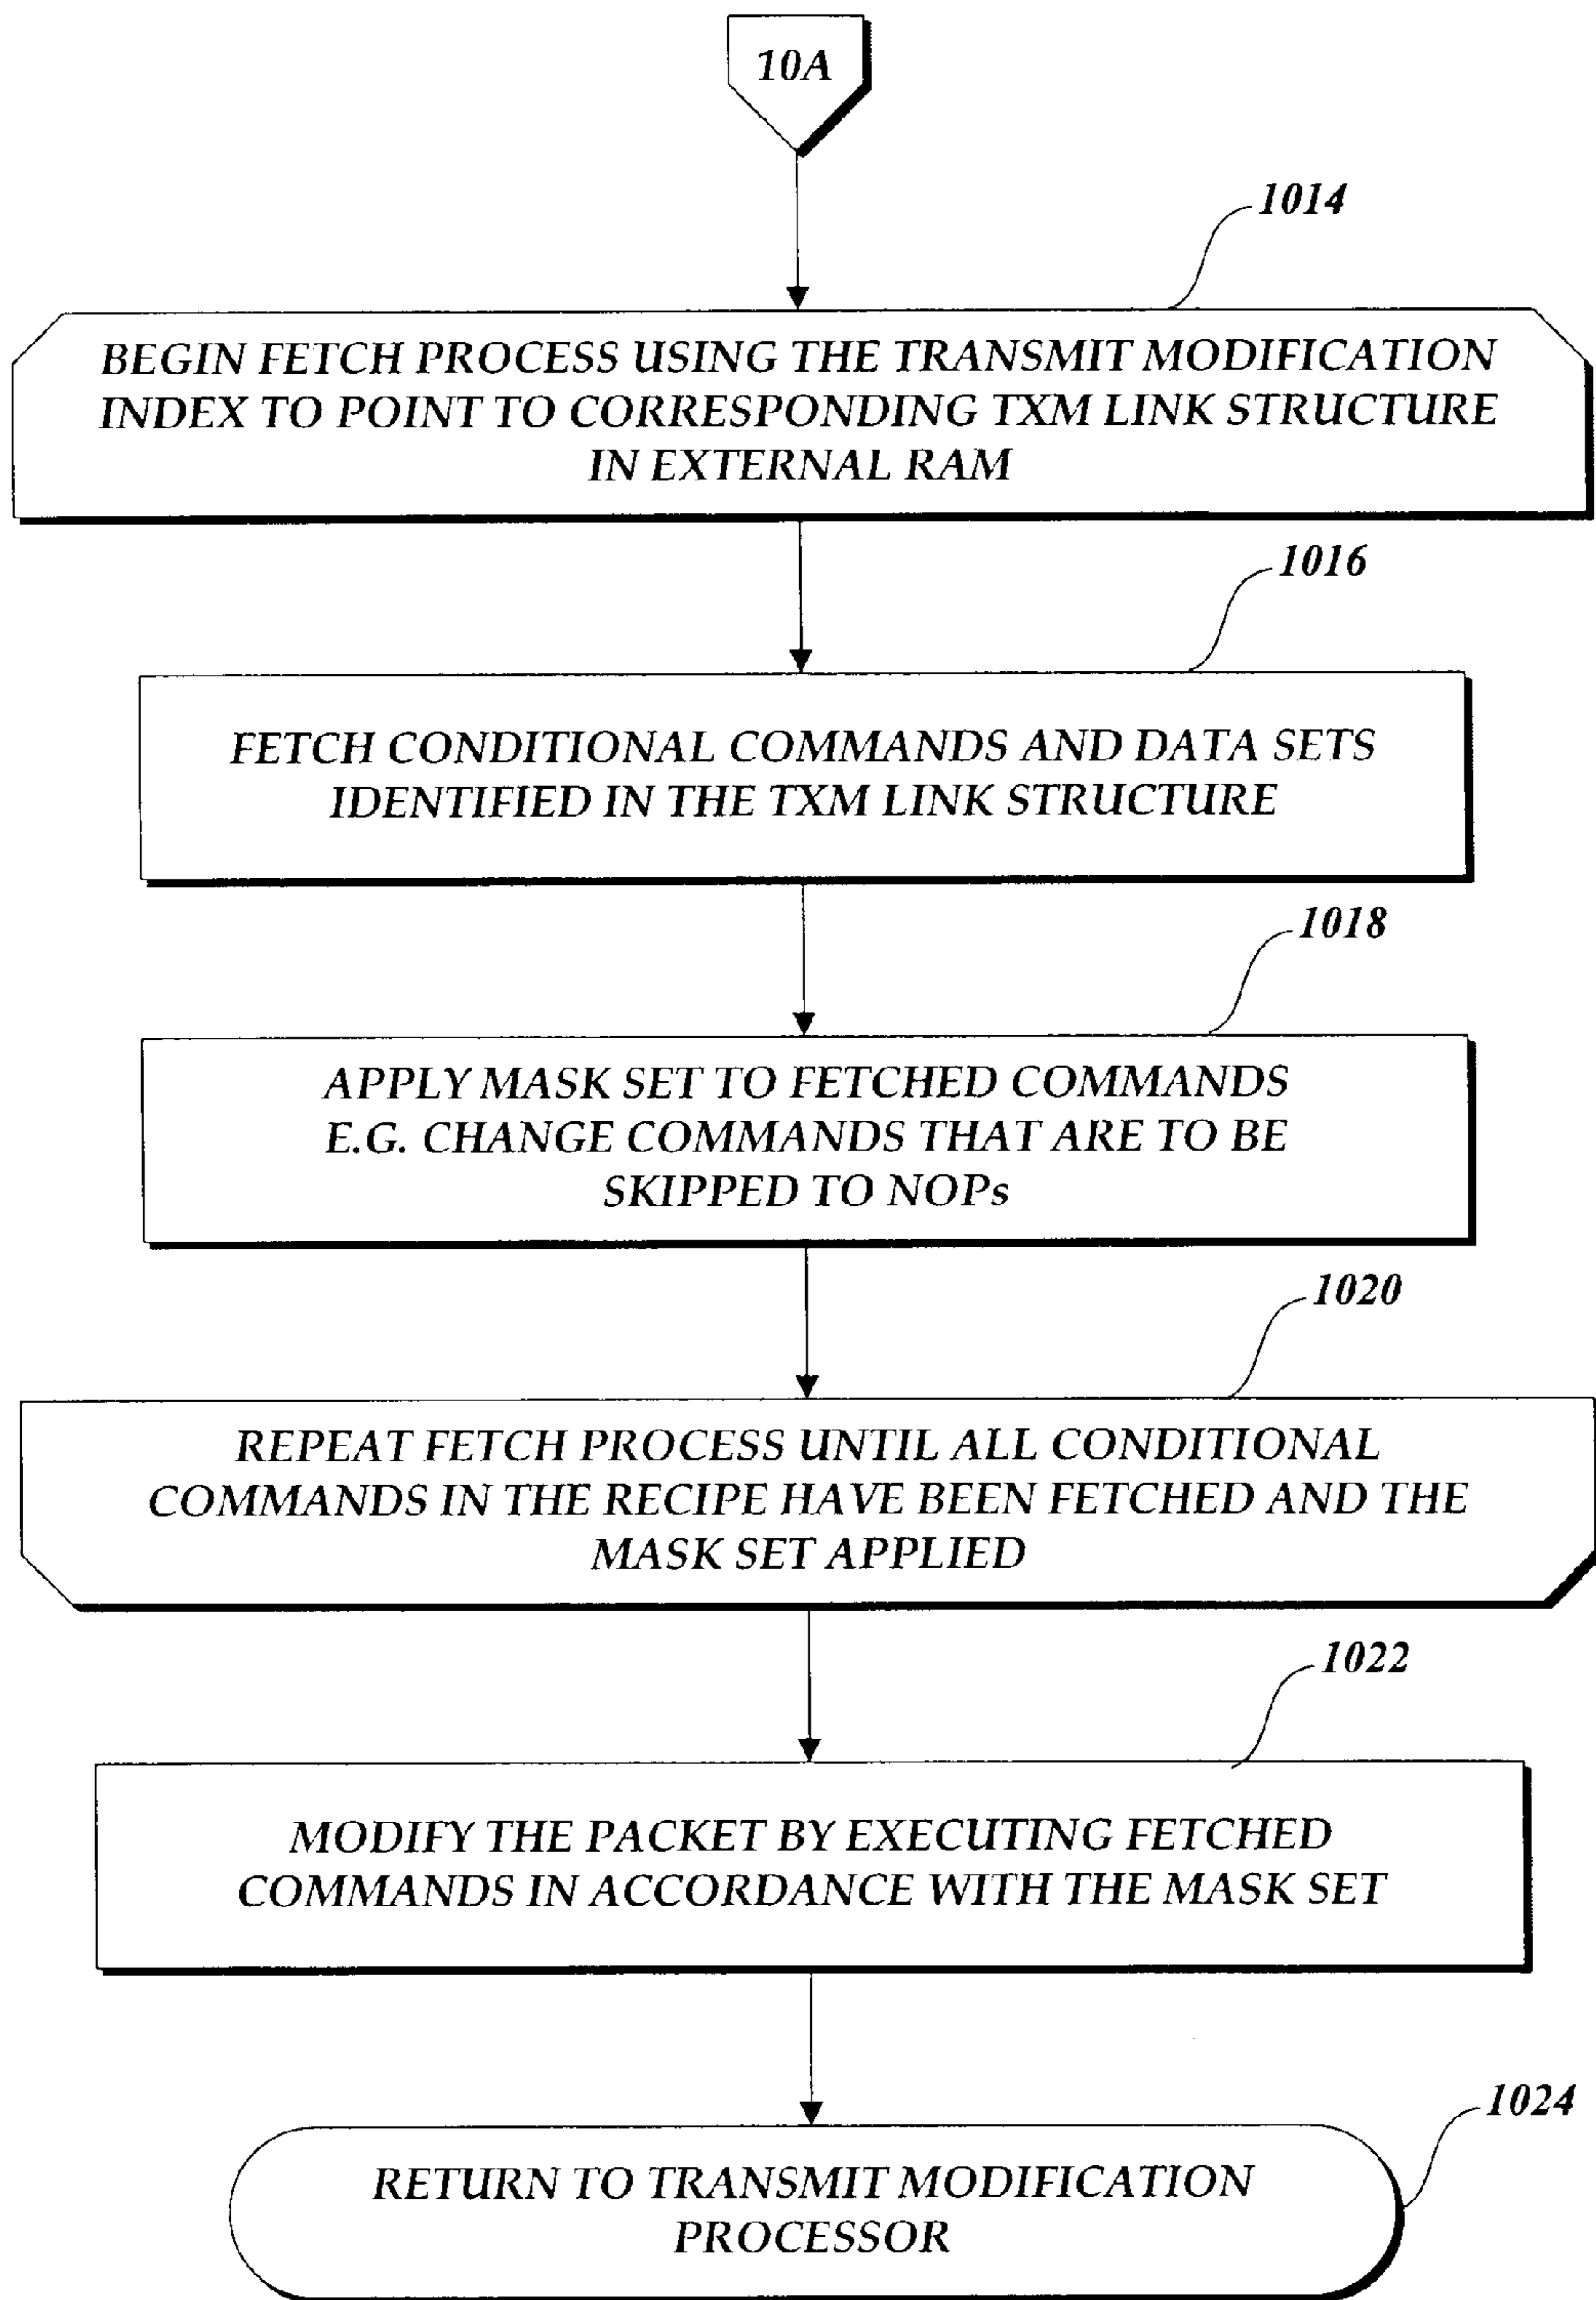 10A
1014
BEGIN FETCH PROCESS USING THE TRANSMIT MODIFICATION
INDEX TO POINT TO CORRESPONDING TXM LINK STRUCTURE
IN EXTERNAL RAM
1016
FETCH CONDITIONAL COMMANDS AND DATA SETS
IDENTIFIED IN THE TXM LINK STRUCTURE
1018
APPLY MASK SET TO FETCHED COMMANDS
E.G. CHANGE COMMANDS THAT ARE TO BE
SKIPPED TO NOPs
1020
REPEAT FETCH PROCESS UNTIL ALL CONDITIONAL
COMMANDS IN THE RECIPE HAVE BEEN FETCHED AND THE
MASK SET APPLIED
1022
MODIFY THE PACKET BY EXECUTING FETCHED
COMMANDS IN ACCORDANCE WITH THE MASK SET
1024
RETURN TO TRANSMIT MODIFICATION
PROCESSOR